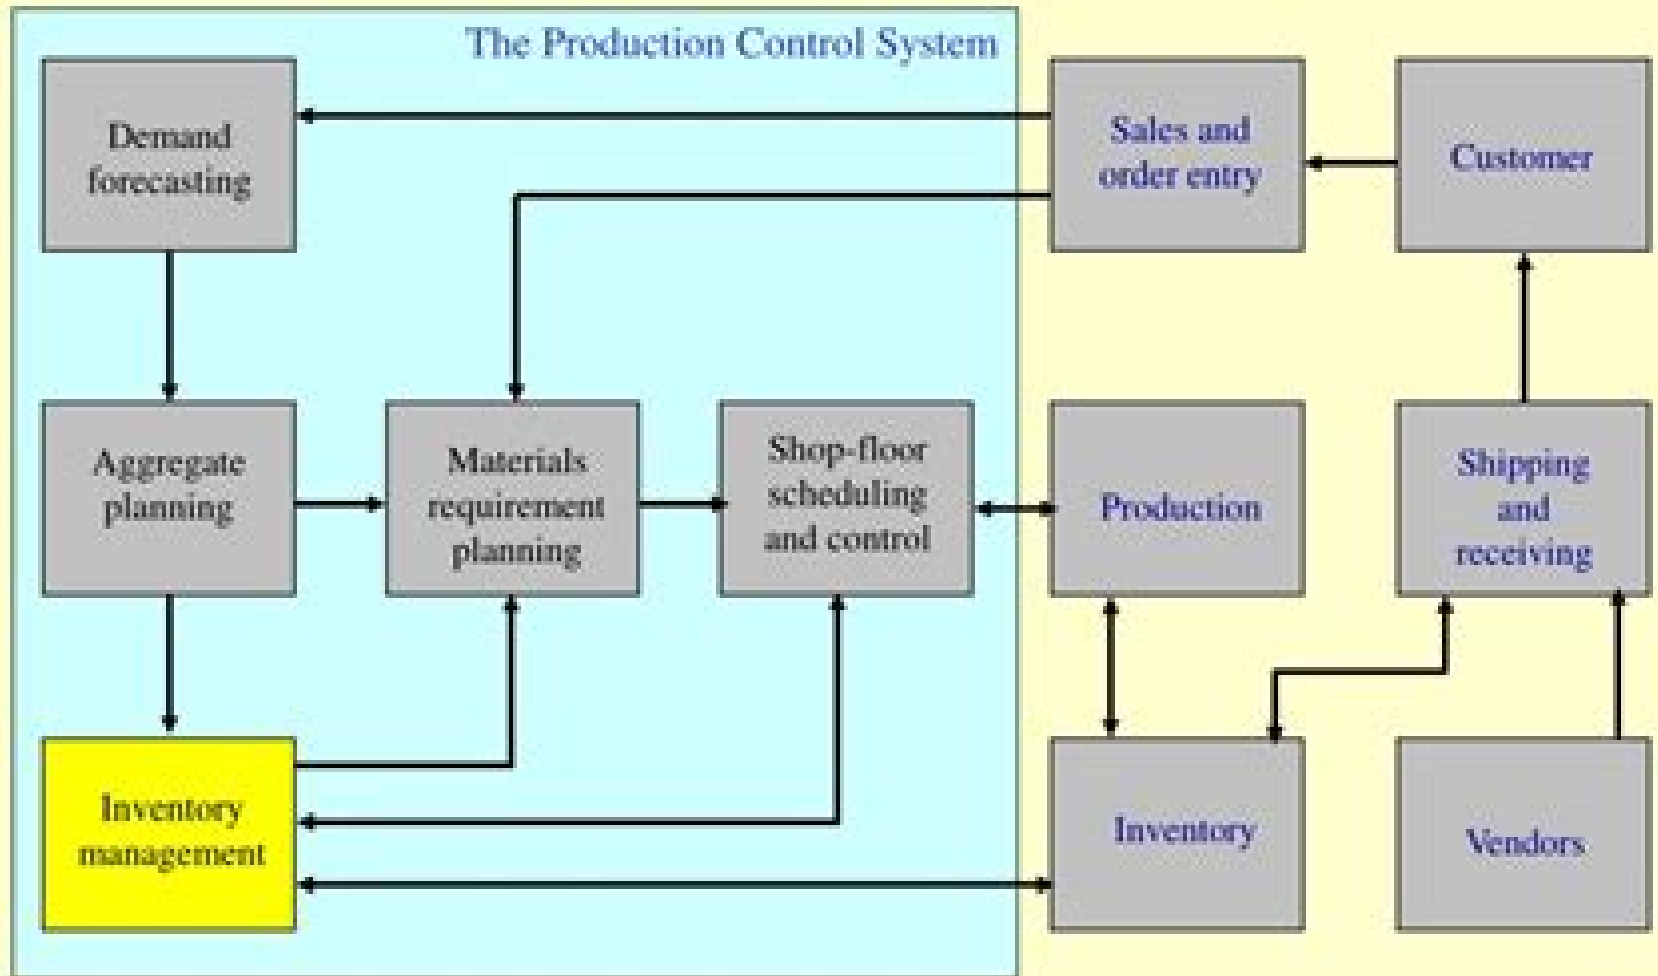 The Production Control System
Demand
forecasting
Sales and
order entry
Customer
Aggregate
planning
Materials
requirement
planning
Shop-floor
scheduling
and control
Production
Shipping
and
receiving
Inventory
management
Inventory
Vendors